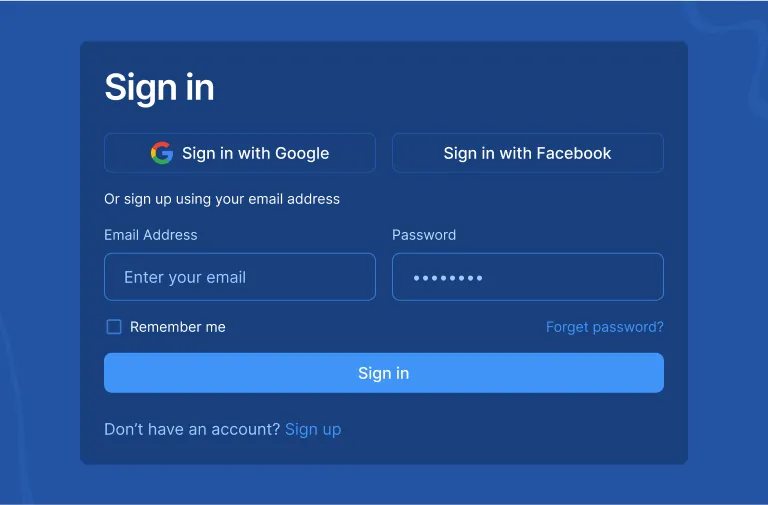 Sign in
Sign in with Google
Sign in with Facebook
Or sign up using your email address
Email Address
Password
Enter your email
••••••••
Remember me
Forget password?
Sign in
Don’t have an account? Sign up